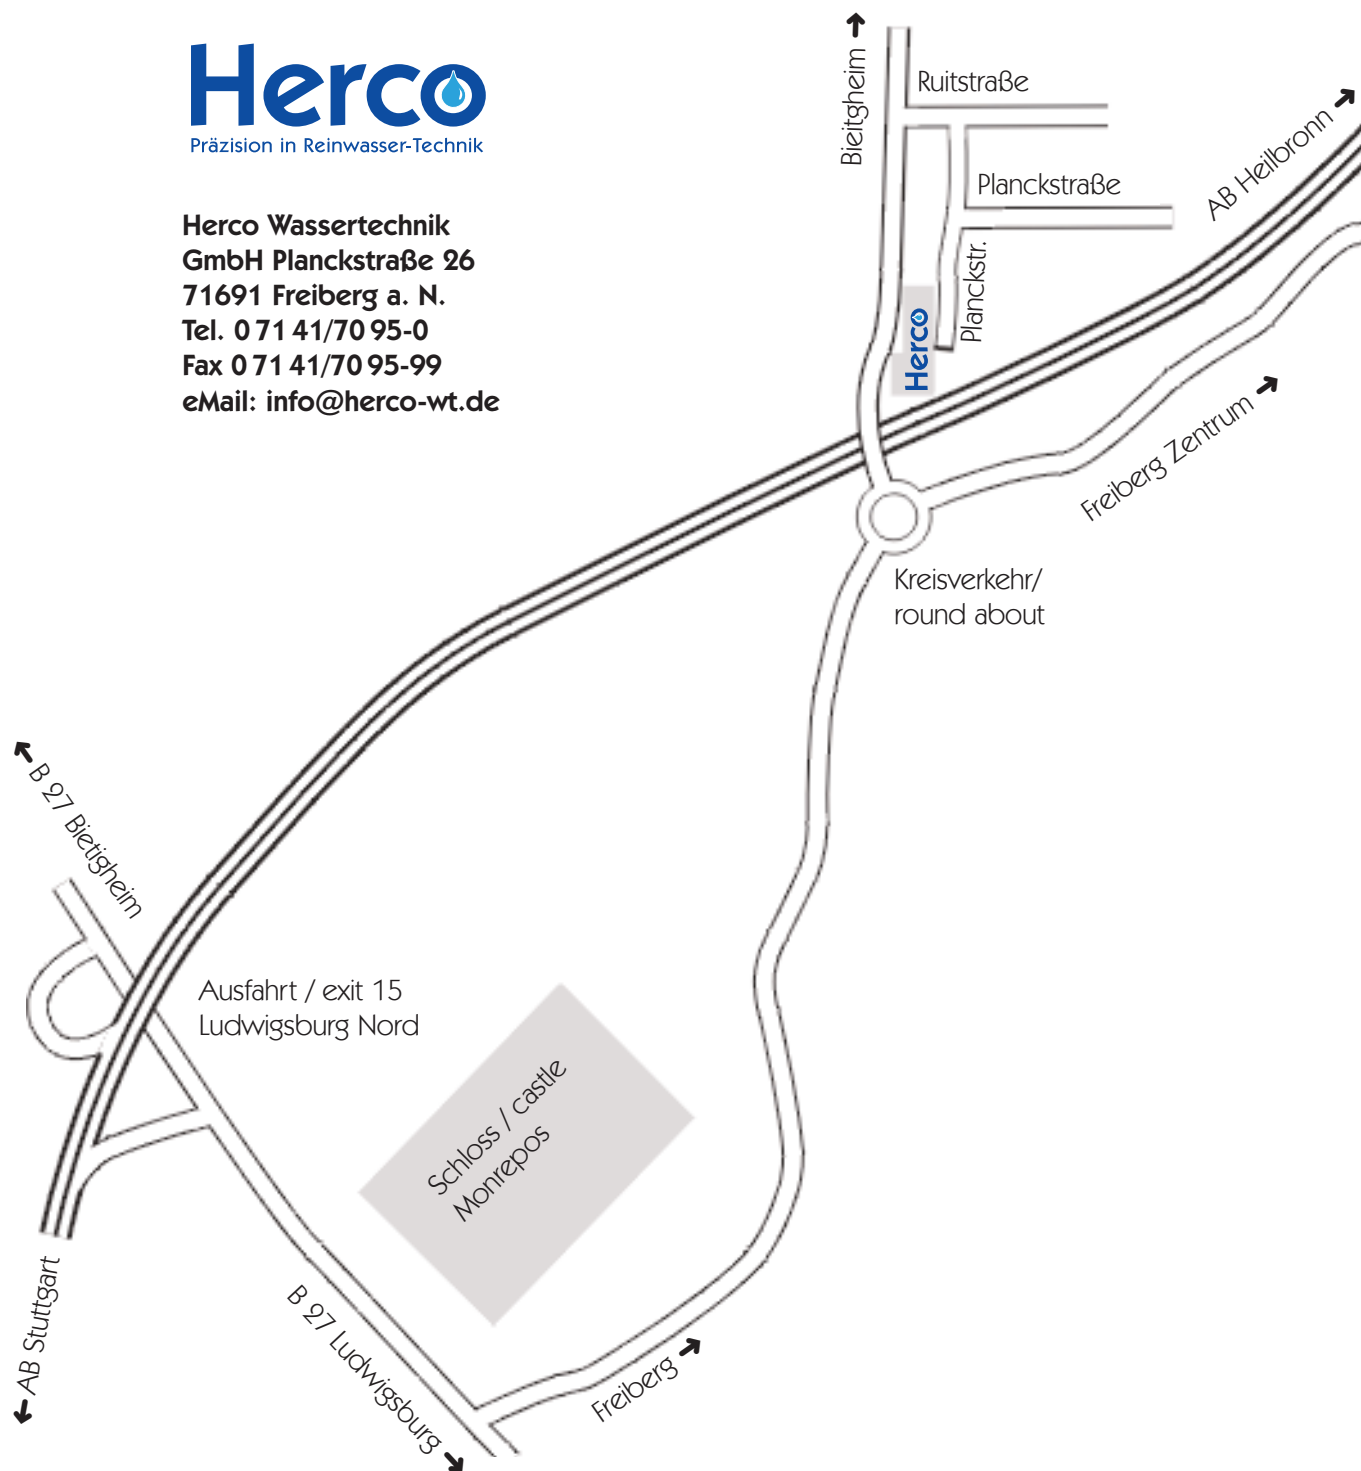 Herco
Präzision in Reinwasser-Technik
Herco Wassertechnik
GmbH Planckstraße 26
71691 Freiberg a. N.
Tel. 0 71 41/70 95-0
Fax 0 71 41/70 95-99
eMail: info@herco-wt.de
Bieitgheim
Ruitstraße
Planckstraße
AB Heilbronn
Planckstr.
Herco
Freiberg Zentrum
Kreisverkehr/
round about
B 27 Bietigheim
Ausfahrt / exit 15
Ludwigsburg Nord
Schloss / castle
Monrepos
AB Stuttgart
B 27 Ludwigsburg
Freiberg